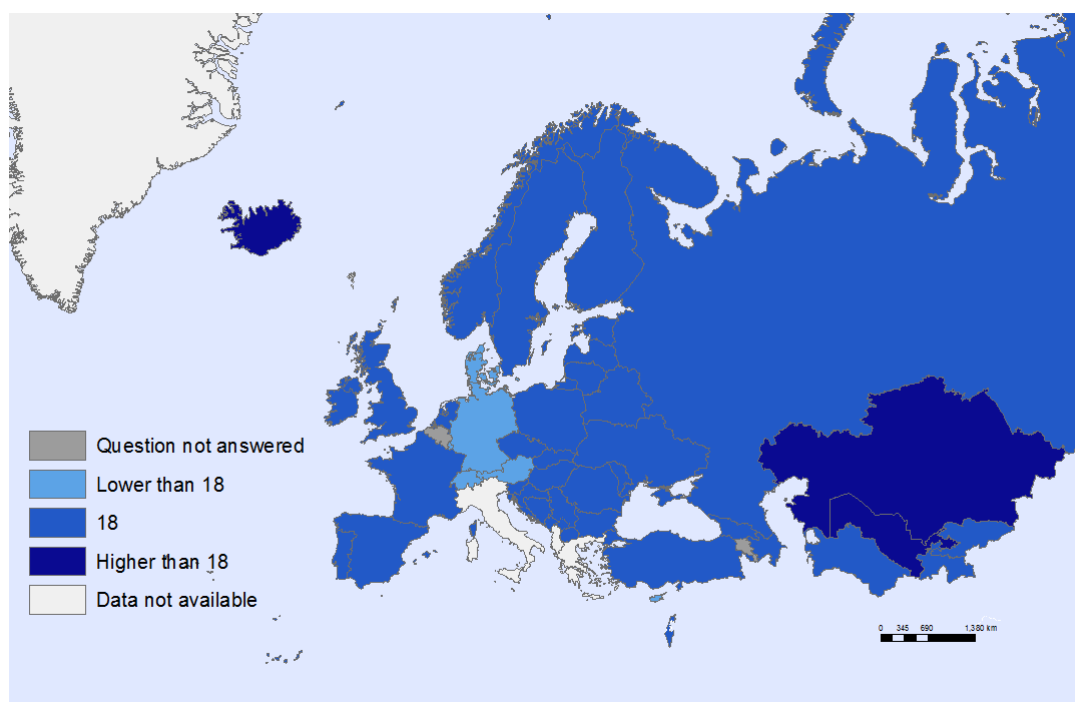 Question not answered
Lower than 18
18
Higher than 18
Data not available
0 345 690 1,380 km